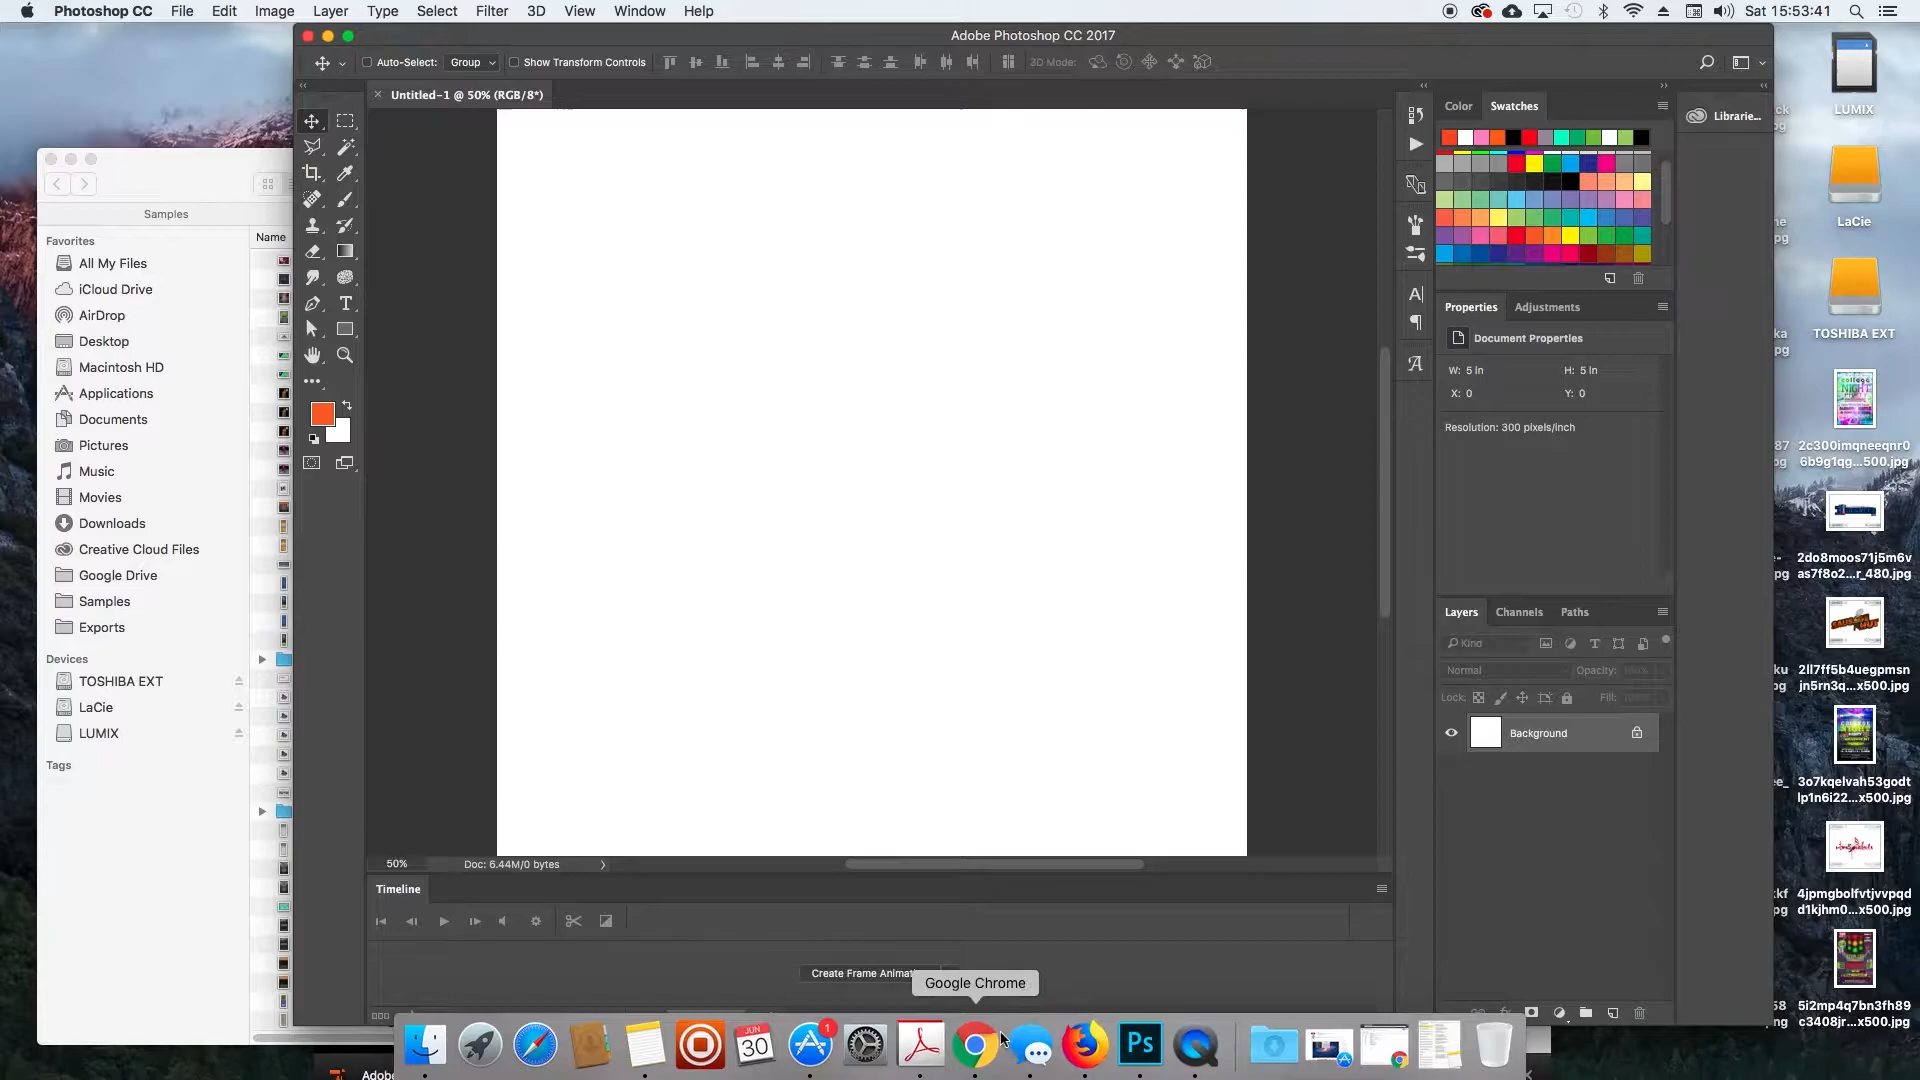 Photoshop CC File Edit Image Layer Type Select Filter 3D View Window Help
Sat 15:53:41
Adobe Photoshop CC 2017
Auto-Select: Group Show Transform Controls
3D Mode:
Untitled-1 @ 50% (RGB/8*)
Samples
Favorites
All My Files
iCloud Drive
AirDrop
Desktop
Macintosh HD
Applications
Documents
Pictures
Music
Movies
Downloads
Creative Cloud Files
Google Drive
Samples
Exports
Devices
TOSHIBA EXT
LaCie
LUMIX
Tags
Name
50%
Doc: 6.44M/0 bytes
Timeline
Create Frame Animati
Google Chrome
Color Swatches
Properties Adjustments
Document Properties
W: 5 in H: 5 in
X: 0 Y: 0
Resolution: 300 pixels/inch
Layers Channels Paths
Kind
Normal Opacity: 100%
Lock: Fill:
Background
Librarie...
LUMIX
LaCie
TOSHIBA EXT
2c300imqneeqnr0
6b9g1qg...500.jpg
2do8moos71j5m6v
as7f8o2...r_480.jpg
2ll7ff5b4uegpmsn
jn5rn3q...x500.jpg
3o7kqelvah53godt
lp1n6i22...x500.jpg
4jpmgbolfvtjvvpqd
d1kjhm0...x500.jpg
5i2mp4q7bn3fh89
c3408jr...x500.jpg
JUN
30
1
Ps
Adobe